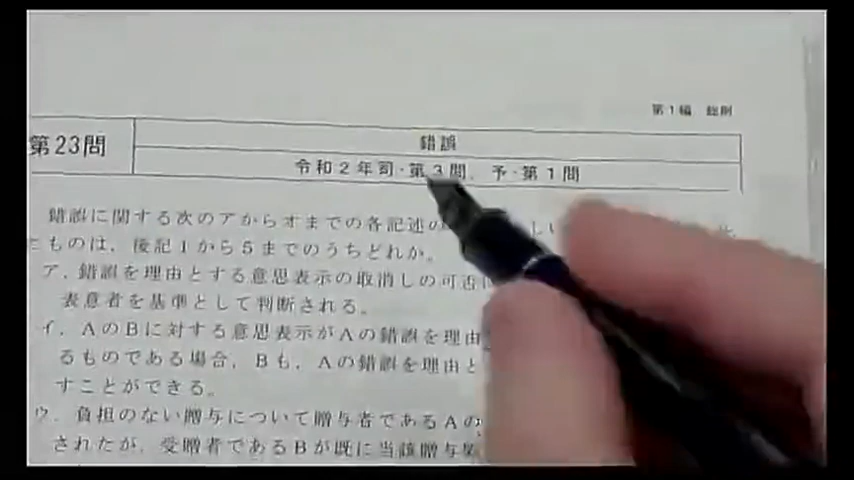 第1編 総則
第23問
錯誤
令和2年司・第3問, 予・第1問
錯誤に関する次のアからオまでの各記述の
たものは, 後記1から5までのうちどれか。
ア. 錯誤を理由とする意思表示の取消しの可否
表意者を基準として判断される。
イ. AのBに対する意思表示がAの錯誤を理由
るものである場合, Bも, Aの錯誤を理由と
すことができる。
ウ. 負担のない贈与について贈与者であるAの
されたが, 受贈者であるBが既に当該贈与